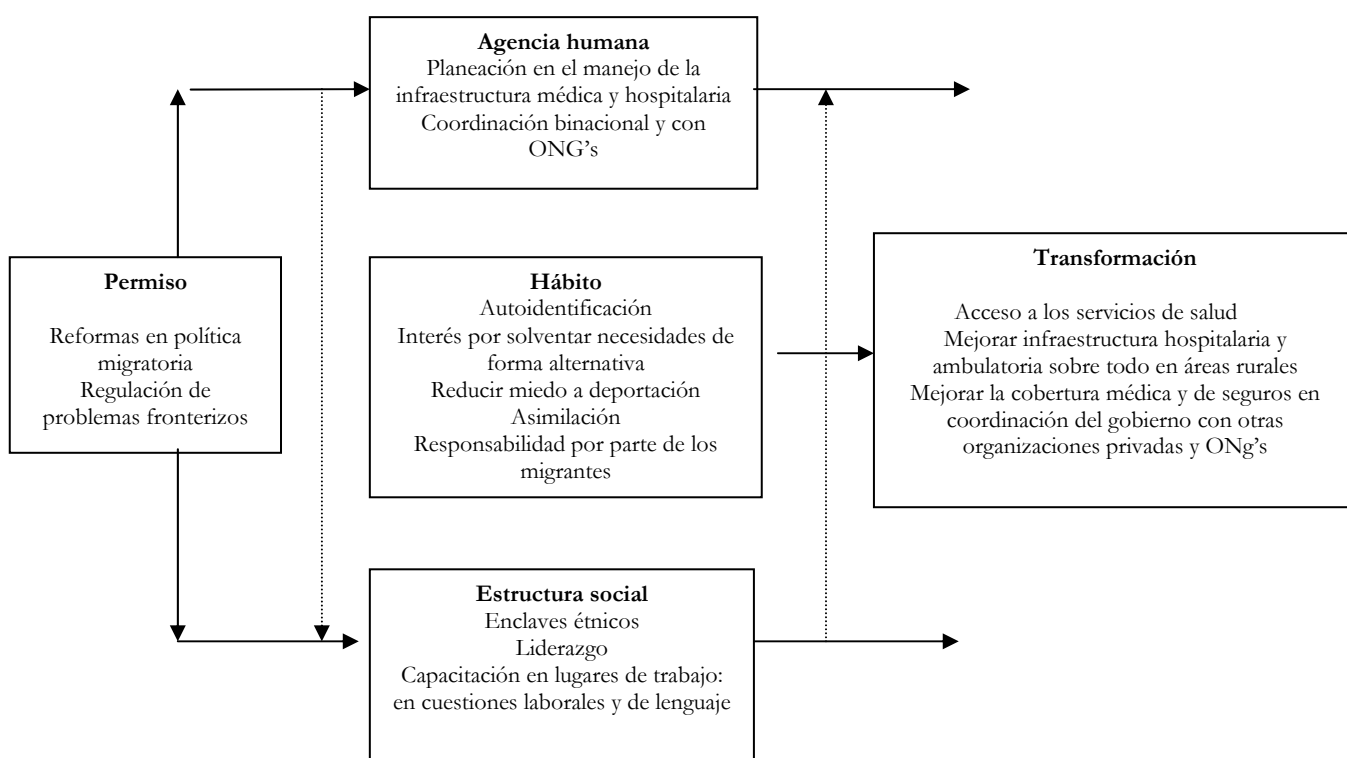 Agencia humana
Planeación en el manejo de la
infraestructura médica y hospitalaria
Coordinación binacional y con
ONG’s
Permiso
Reformas en política
migratoria
Regulación de
problemas fronterizos
Hábito
Autoidentificación
Interés por solventar necesidades de
forma alternativa
Reducir miedo a deportación
Asimilación
Responsabilidad por parte de los
migrantes
Transformación
Acceso a los servicios de salud
Mejorar infraestructura hospitalaria y
ambulatoria sobre todo en áreas rurales
Mejorar la cobertura médica y de seguros en
coordinación del gobierno con otras
organizaciones privadas y ONg’s
Estructura social
Enclaves étnicos
Liderazgo
Capacitación en lugares de trabajo:
en cuestiones laborales y de lenguaje